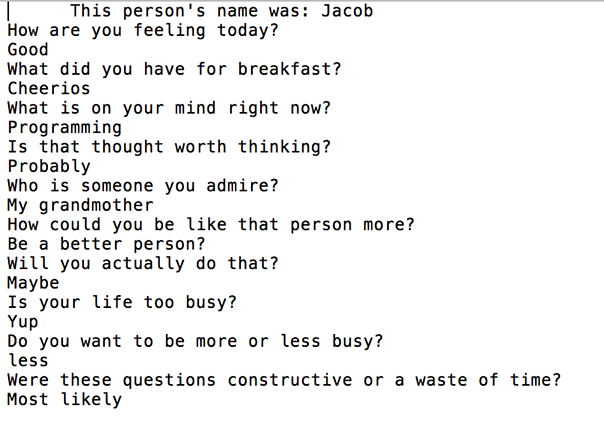 This person's name was: Jacob
How are you feeling today?
Good
What did you have for breakfast?
Cheerios
What is on your mind right now?
Programming
Is that thought worth thinking?
Probably
Who is someone you admire?
My grandmother
How could you be like that person more?
Be a better person?
Will you actually do that?
Maybe
Is your life too busy?
Yup
Do you want to be more or less busy?
less
Were these questions constructive or a waste of time?
Most likely